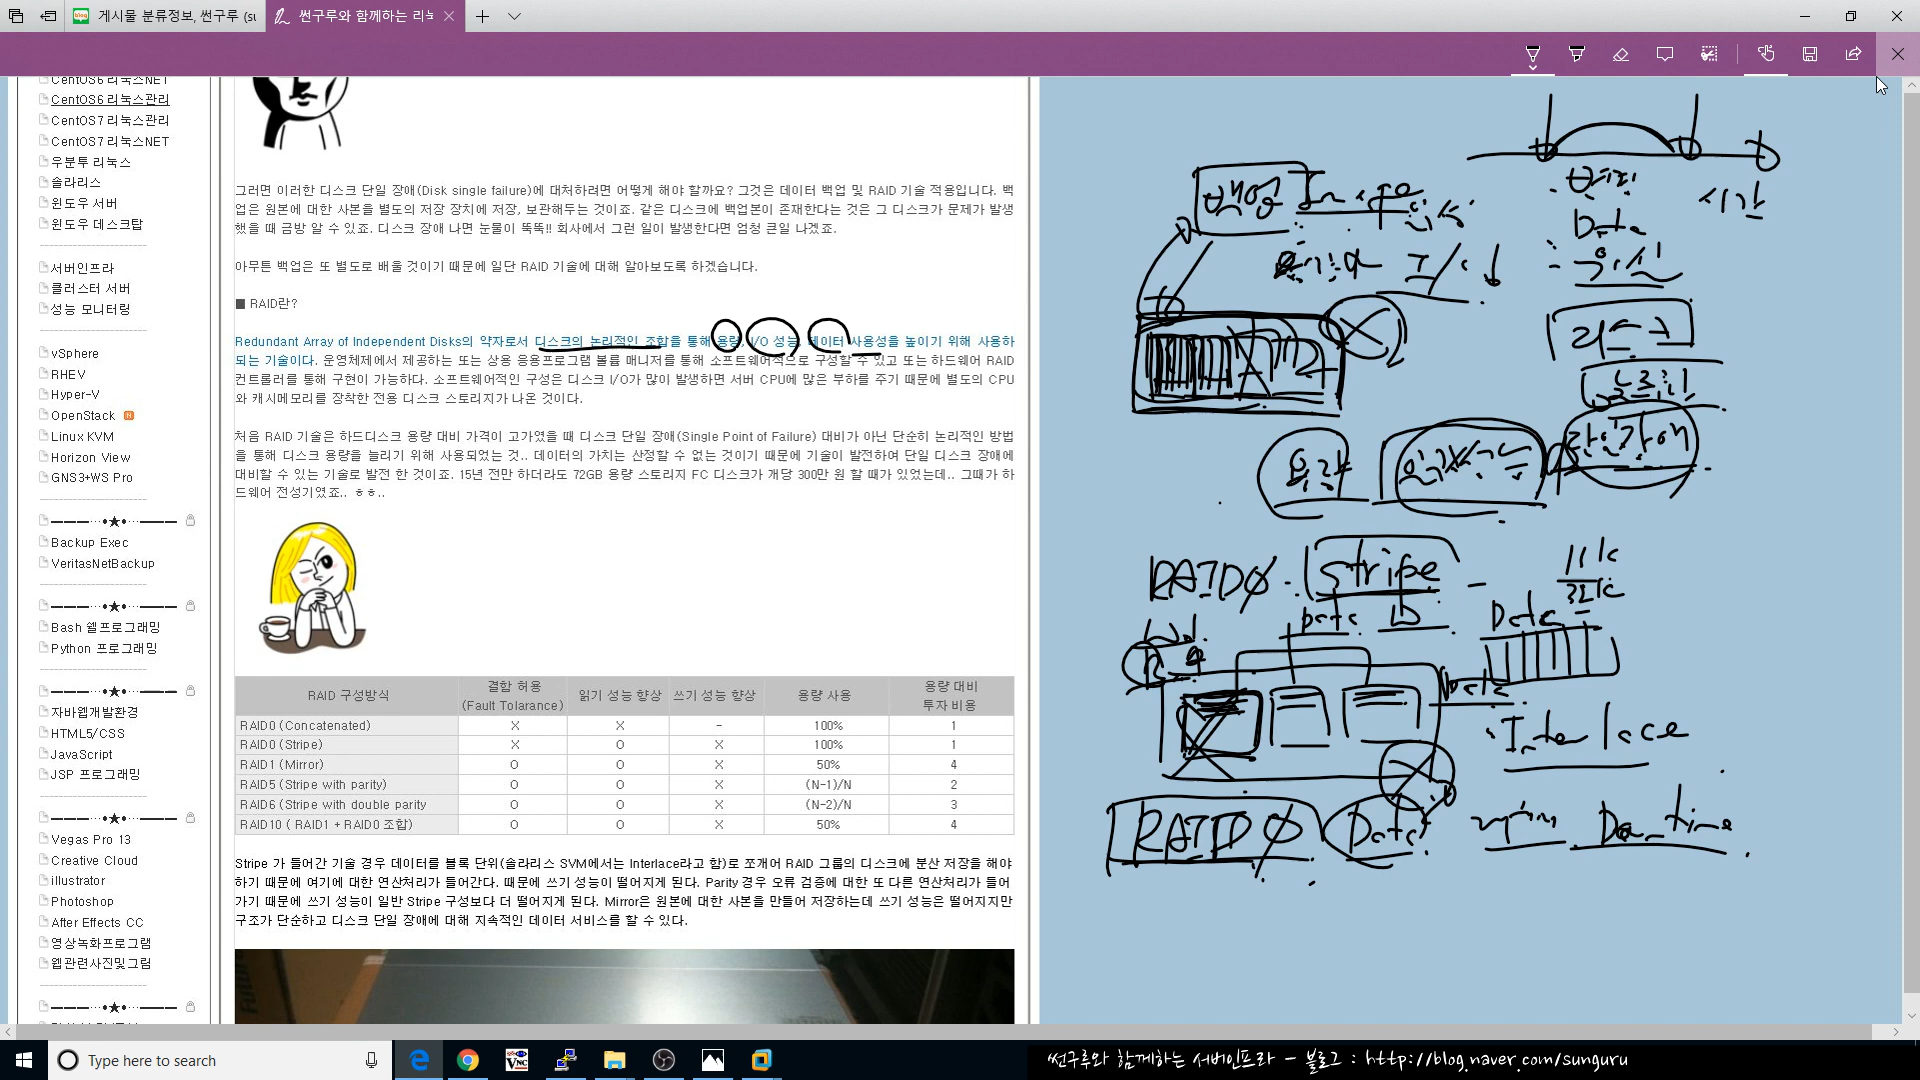 게시물 분류정보, 썬구루 (su
썬구루와 함께하는 리눅
CentOS6 리눅스NET
CentOS6 리눅스관리
CentOS7 리눅스관리
CentOS7 리눅스NET
우분투 리눅스
솔라리스
윈도우 서버
윈도우 데스크탑
서버인프라
클러스터 서버
성능 모니터링
vSphere
RHEV
Hyper-V
OpenStack N
Linux KVM
Horizon View
GNS3+WS Pro
━━━···•★•···━━━
Backup Exec
VeritasNetBackup
━━━···•★•···━━━
Bash 웰프로그래밍
Python 프로그래밍
━━━···•★•···━━━
자바웹개발환경
HTML5/CSS
JavaScript
JSP 프로그래밍
━━━···•★•···━━━
Vegas Pro 13
Creative Cloud
illustrator
Photoshop
After Effects CC
영상녹화프로그램
웹관련사진및그림
━━━···•★•···━━━
그러면 이러한 디스크 단일 장애(Disk single failure)에 대처하려면 어떻게 해야 할까요? 그것은 데이터 백업 및 RAID 기술 적용입니다. 백
업은 원본에 대한 사본을 별도의 저장 장치에 저장, 보관해두는 것이죠. 같은 디스크에 백업본이 존재한다는 것은 그 디스크가 문제가 발생
했을 때 금방 알 수 있죠. 디스크 장애 나면 눈물이 뚝뚝!! 회사에서 그런 일이 발생한다면 엄청 큰일 나겠죠.
아무튼 백업은 또 별도로 배울 것이기 때문에 일단 RAID 기술에 대해 알아보도록 하겠습니다.
■ RAID란?
Redundant Array of Independent Disks의 약자로서 디스크의 논리적인 조합을 통해 용량, I/O 성능, 데이터 사용성을 높이기 위해 사용하
되는 기술이다. 운영체제에서 제공하는 또는 상용 응용프로그램 볼륨 매니저를 통해 소프트웨어적으로 구성할 수 있고 또는 하드웨어 RAID
컨트롤러를 통해 구현이 가능하다. 소프트웨어적인 구성은 디스크 I/O가 많이 발생하면 서버 CPU에 많은 부하를 주기 때문에 별도의 CPU
와 캐시메모리를 장착한 전용 디스크 스토리지가 나온 것이다.
처음 RAID 기술은 하드디스크 용량 대비 가격이 고가였을 때 디스크 단일 장애(Single Point of Failure) 대비가 아닌 단순히 논리적인 방법
을 통해 디스크 용량을 늘리기 위해 사용되었는 것.. 데이터의 가치는 산정할 수 없는 것이기 때문에 기술이 발전하여 단일 디스크 장애에
대비할 수 있는 기술로 발전 한 것이죠. 15년 전만 하더라도 72GB 용량 스토리지 FC 디스크가 개당 300만 원 할 때가 있었는데.. 그때가 하
드웨어 전성기였죠.. ㅎㅎ..
RAID 구성방식 결함 허용 (Fault Tolarance) 읽기 성능 향상 쓰기 성능 향상 용량 사용 용량 대비 투자 비용
RAID0 (Concatenated) X X - 100% 1
RAID0 (Stripe) X O X 100% 1
RAID1 (Mirror) O O X 50% 4
RAID5 (Stripe with parity) O O X (N-1)/N 2
RAID6 (Stripe with double parity O O X (N-2)/N 3
RAID10 ( RAID1 + RAID0 조합) O O X 50% 4
Stripe 가 들어간 기술 경우 데이터를 블록 단위(솔라리스 SVM에서는 Interlace라고 함)로 쪼개어 RAID 그룹의 디스크에 분산 저장을 해야
하기 때문에 여기에 대한 연산처리가 들어간다. 때문에 쓰기 성능이 떨어지게 된다. Parity 경우 오류 검증에 대한 또 다른 연산처리가 들어
가기 때문에 쓰기 성능이 일반 Stripe 구성보다 더 떨어지게 된다. Mirror은 원본에 대한 사본을 만들어 저장하는데 쓰기 성능은 떨어지지만
구조가 단순하고 디스크 단일 장애에 대해 지속적인 데이터 서비스를 할 수 있다.
시간
Data
용량
RAID0
Stripe
32k
Data
Data
Interlace
RAID0
Data
Type here to search
썬구루와 함께하는 서버인프라 - 블로그 : http://blog.naver.com/sunguru